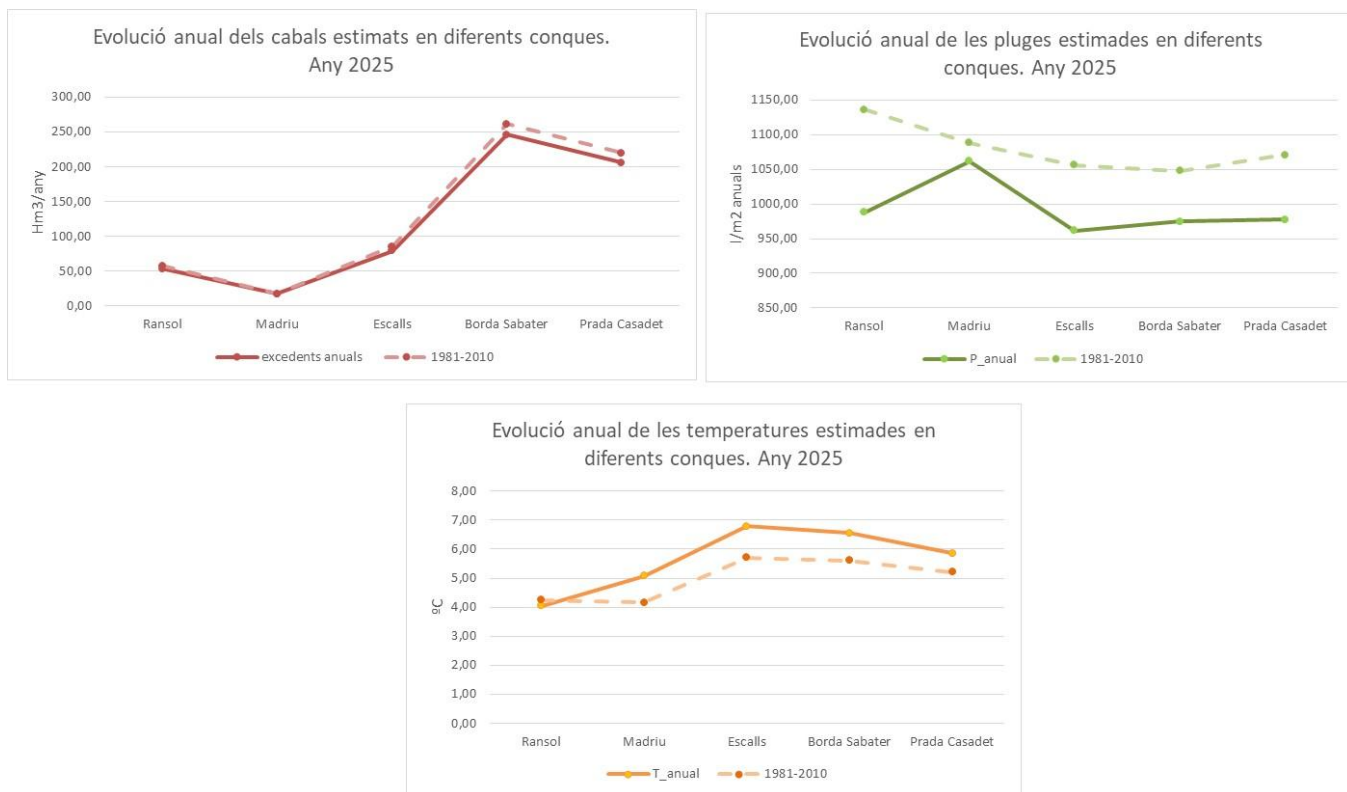 Evolució anual dels cabals estimats en diferents conques.
Any 2025
Hm3/any
300,00
250,00
200,00
150,00
100,00
50,00
0,00
Ransol
Madriu
Escalls
Borda Sabater
Prada Casadet
excedents anuals
1981-2010
Evolució anual de les pluges estimades en diferents
conques. Any 2025
l/m2 anuals
1150,00
1100,00
1050,00
1000,00
950,00
900,00
850,00
Ransol
Madriu
Escalls
Borda Sabater
Prada Casadet
P_anual
1981-2010
Evolució anual de les temperatures estimades en
diferents conques. Any 2025
ºC
8,00
7,00
6,00
5,00
4,00
3,00
2,00
1,00
0,00
Ransol
Madriu
Escalls
Borda Sabater
Prada Casadet
T_anual
1981-2010